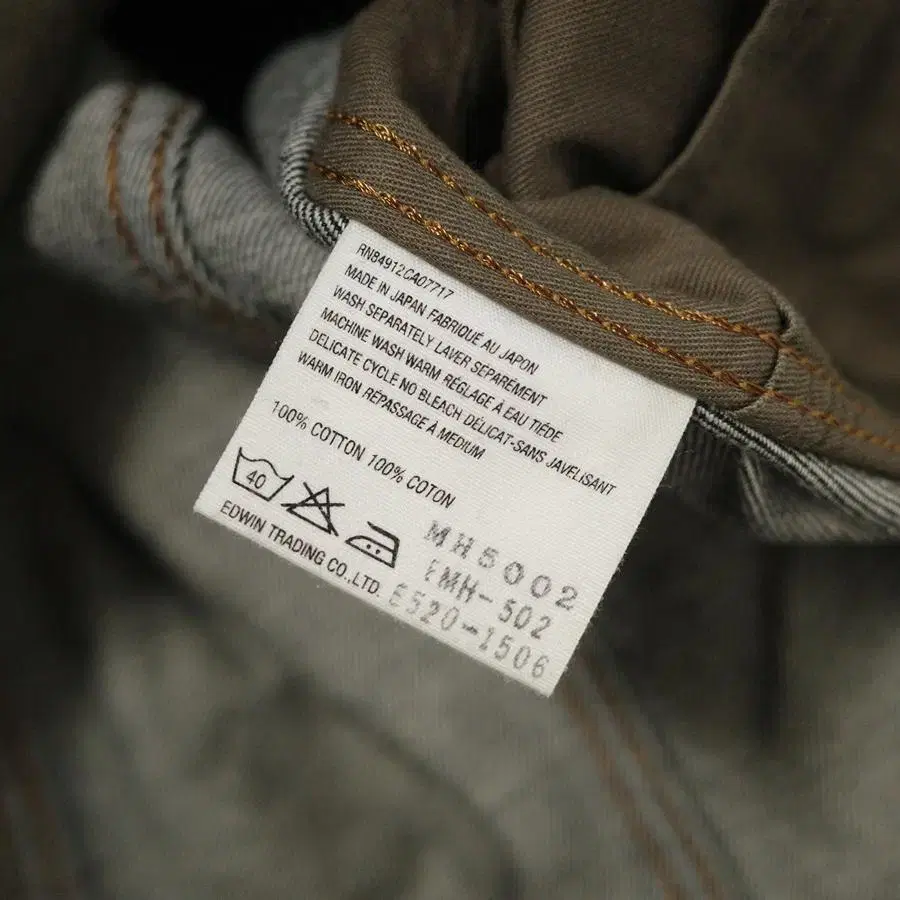 RN84912CA07717
MADE IN JAPAN FABRIQUÉ AU JAPON
WASH SEPARATELY LAVER SEPAREMENT
MACHINE WASH WARM RÉGLAGE À EAU TIÉDE
DELICATE CYCLE NO BLEACH DÉLICAT-SANS JAVELISANT
WARM IRON RÉPASSAGE À MEDIUM
100% COTTON 100% COTON
40
EDWIN TRADING CO.,LTD.
MH5002
EMH-502
E520-1506